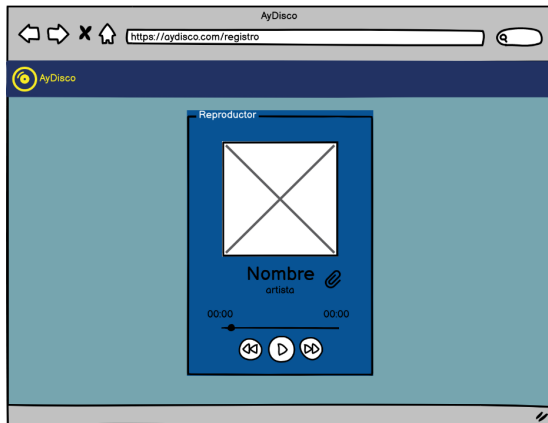 AyDisco
https://aydisco.com/registro
AyDisco
Reproductor
Nombre
artista
00:00 00:00